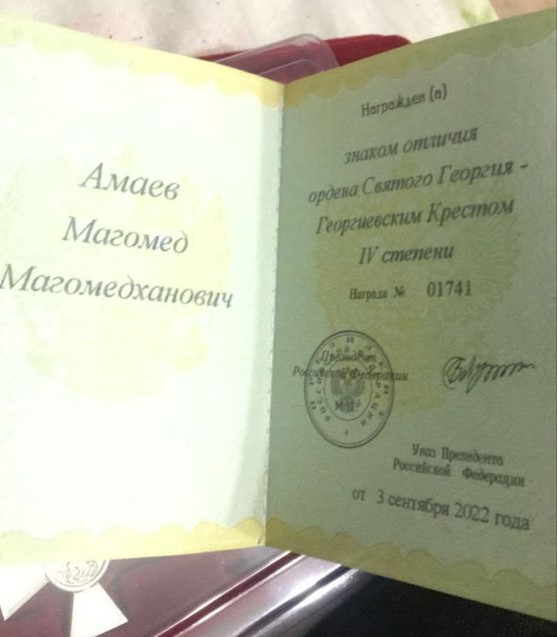 Амаев
Магомед
Магомедханович
Награжден (а)
знаком отличия
ордена Святого Георгия -
Георгиевским Крестом
IV степени
Награда № 01741
Президент
Российской Федерации
М.П.
Указ Президента
Российской Федерации
от 3 сентября 2022 года